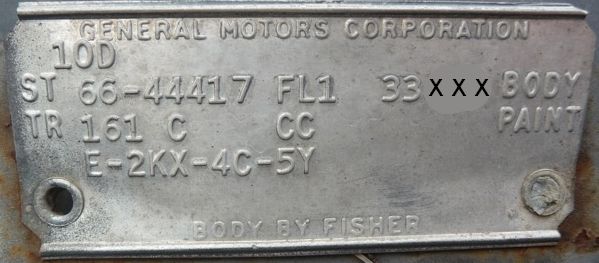 GENERAL MOTORS CORPORATION
10D
ST 66-44417 FL1 33 X X X BODY
TR 161 C CC PAINT
E-2KX-4C-5Y
BODY BY FISHER